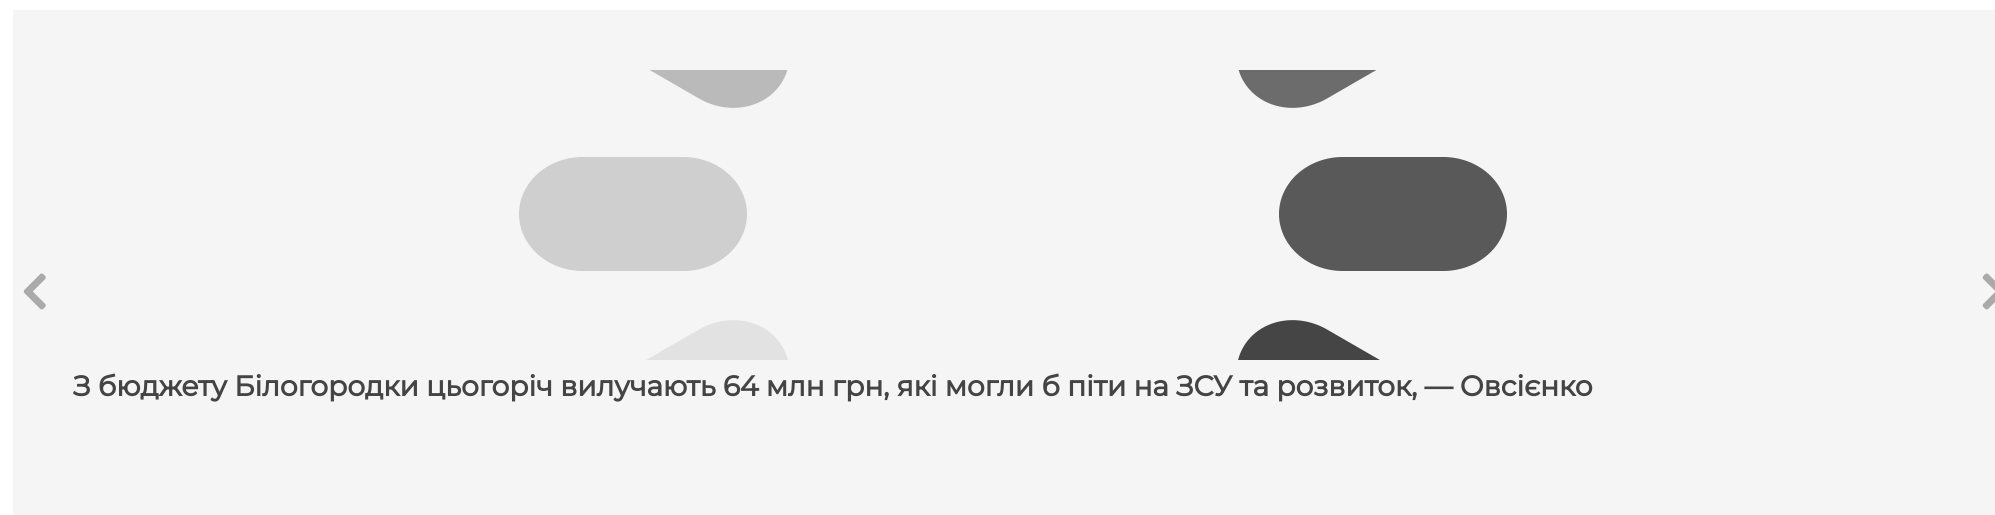 З бюджету Білогородки цьогоріч вилучають 64 млн грн, які могли б піти на ЗСУ та розвиток, — Овсієнко